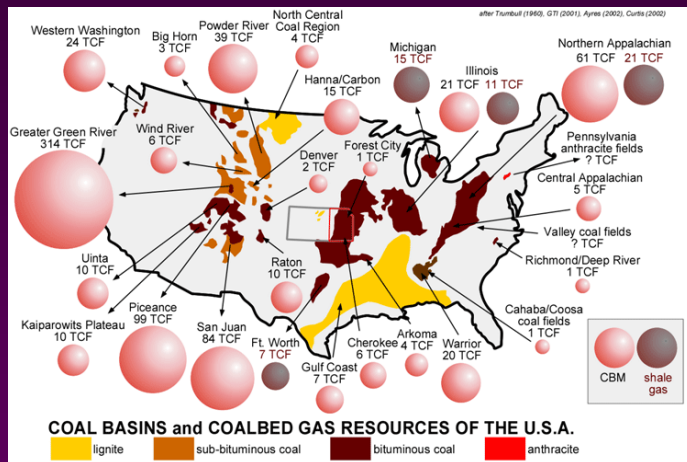 after Trumbull (1960), GTI (2001), Ayres (2002), Curtis (2002)
Western Washington
24 TCF
Big Horn
3 TCF
Powder River
39 TCF
North Central
Coal Region
4 TCF
Hanna/Carbon
15 TCF
Michigan
15 TCF
Illinois
21 TCF
11 TCF
Northern Appalachian
61 TCF
21 TCF
Greater Green River
314 TCF
Wind River
6 TCF
Denver
2 TCF
Forest City
1 TCF
Pennsylvania
anthracite fields
? TCF
Central Appalachian
5 TCF
Valley coal fields
? TCF
Richmond/Deep River
1 TCF
Uinta
10 TCF
Kaiparowits Plateau
10 TCF
Piceance
99 TCF
San Juan
84 TCF
Raton
10 TCF
Ft. Worth
7 TCF
Gulf Coast
7 TCF
Cherokee
6 TCF
Arkoma
4 TCF
Warrior
20 TCF
Cahaba/Coosa
coal fields
1 TCF
CBM
shale
gas
COAL BASINS and COALBED GAS RESOURCES OF THE U.S.A.
lignite
sub-bituminous coal
bituminous coal
anthracite